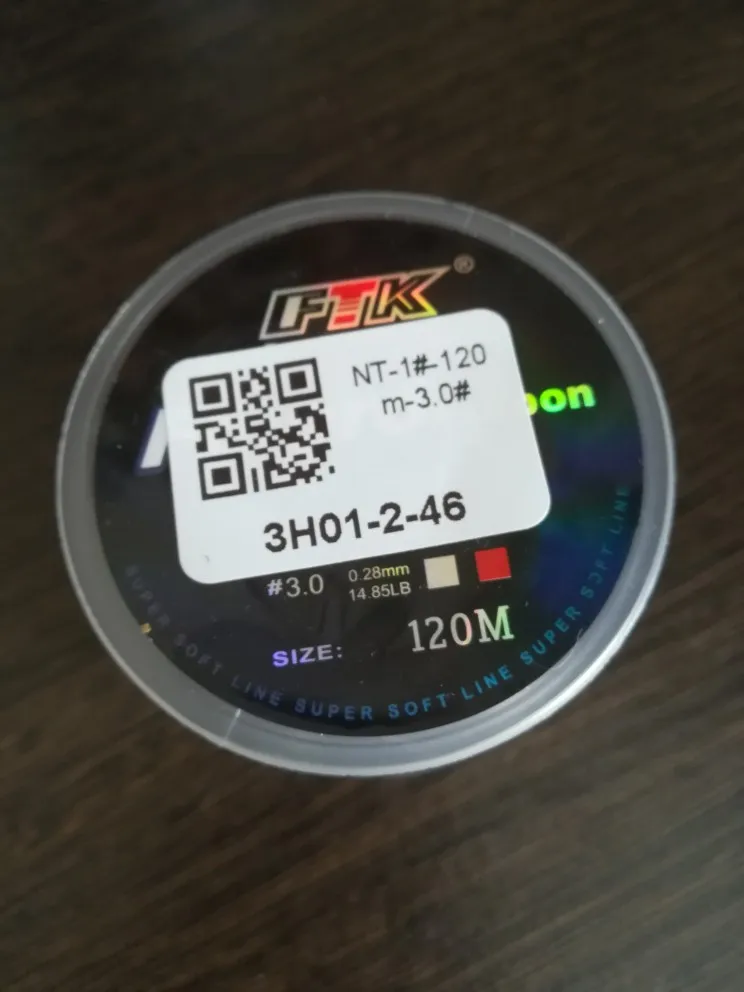 FTK®
NT-1#-120
m-3.0#
3H01-2-46
#3.0
0.28mm
14.85LB
SIZE: 120M
SUPER SOFT LINE SUPER SOFT LINE SUPER SOFT LINE